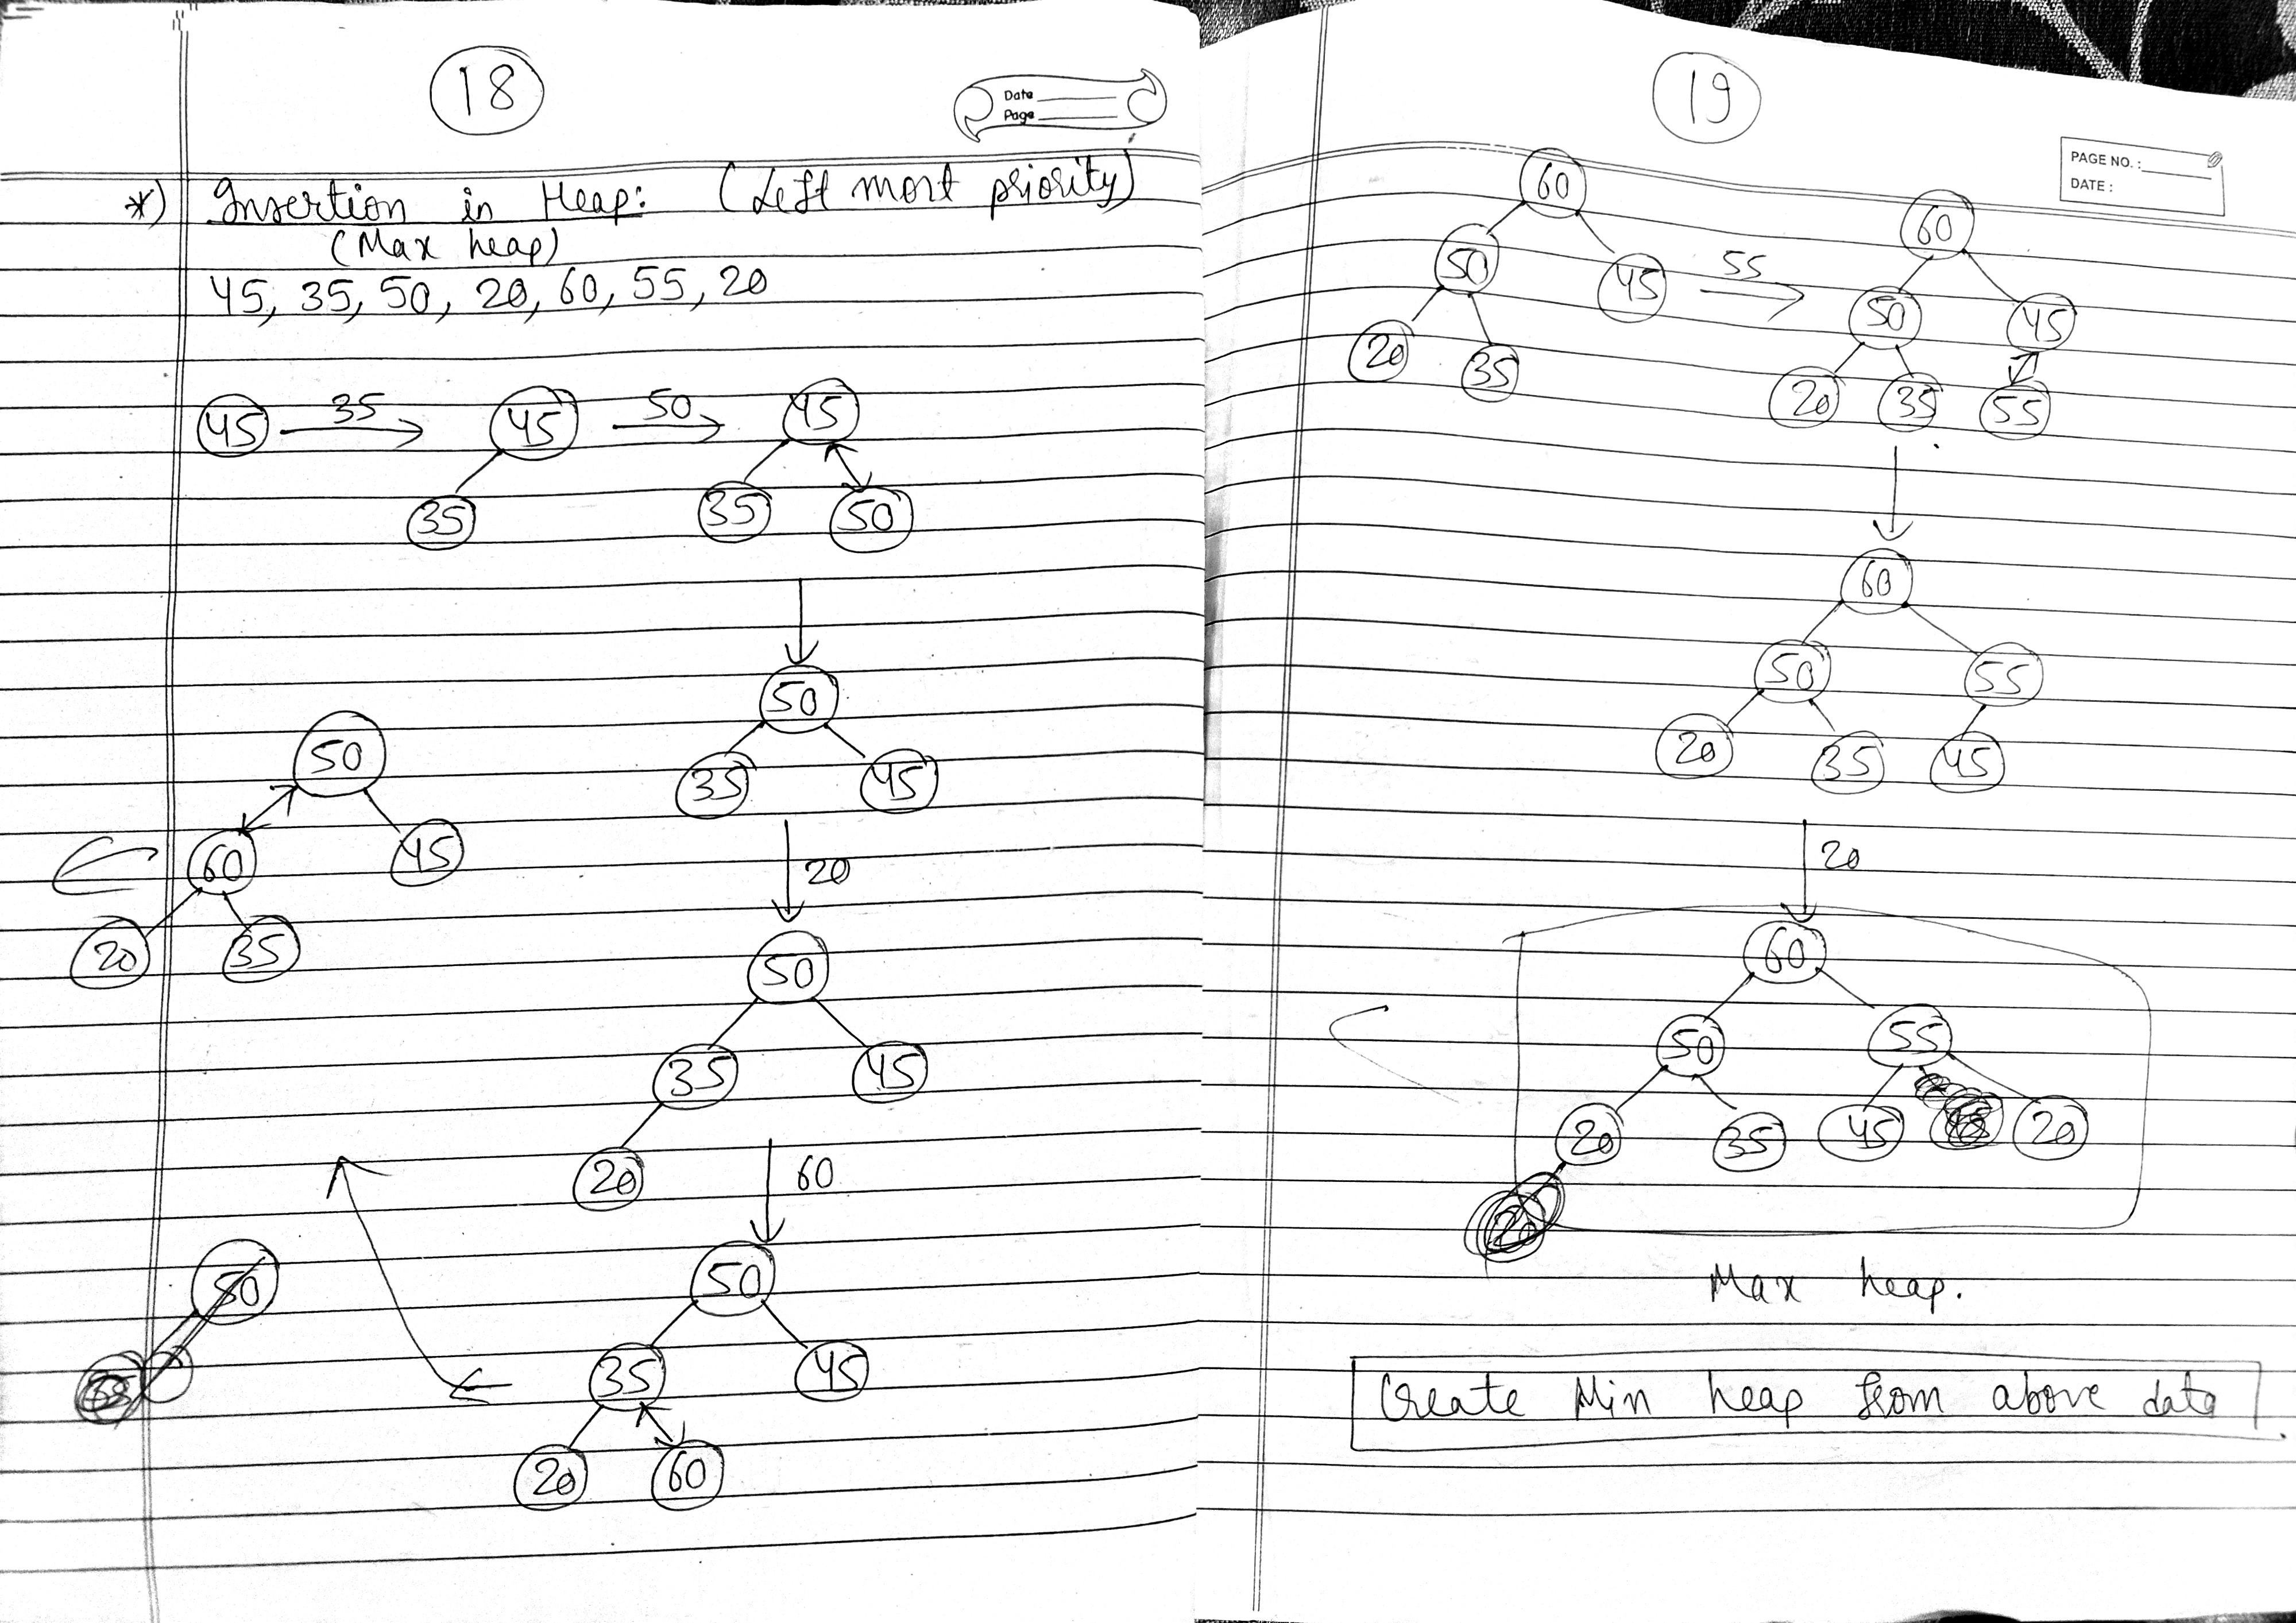 18
Date
Page
*) Insertion in Heap: (Left most priority)
(Max heap)
45, 35, 50, 20, 60, 55, 20
45 35 45 50 45
35 35 50
50
35 45
50
60 45
20 35
20
50
35 45
20
60
50
50
35 45
20 60
19
PAGE NO. :
DATE :
60
50 45
20 35
55
60
50 45
20 35 55
60
50 55
20 35 45
20
60
50 55
20 35 45 20
20
Max heap.
Create Min heap from above data